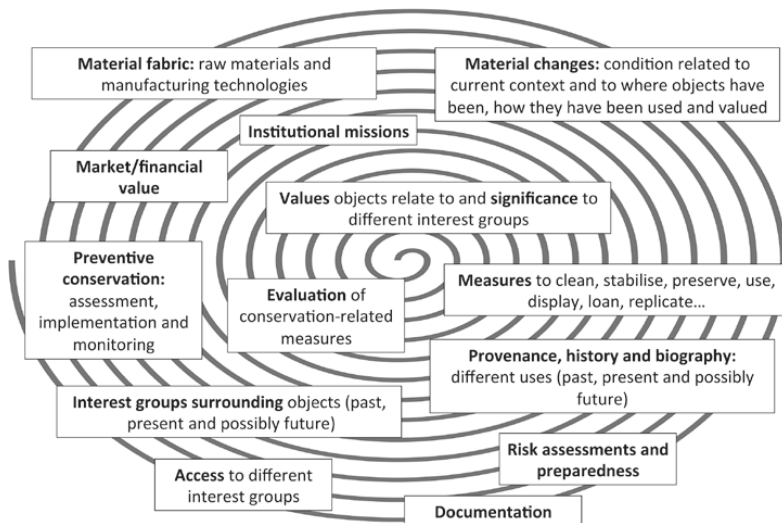 Material fabric: raw materials and
manufacturing technologies
Material changes: condition related to
current context and to where objects have
been, how they have been used and valued
Institutional missions
Market/financial
value
Values objects relate to and significance to
different interest groups
Preventive
conservation:
assessment,
implementation and
monitoring
Evaluation of
conservation-related
measures
Measures to clean, stabilise, preserve, use,
display, loan, replicate...
Provenance, history and biography:
different uses (past, present and possibly
future)
Interest groups surrounding objects (past,
present and possibly future)
Risk assessments and
preparedness
Access to different
interest groups
Documentation